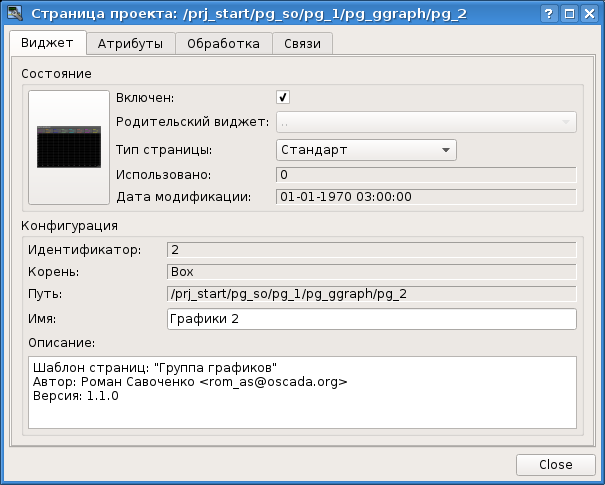 Страница проекта: /prj_start/pg_so/pg_1/pg_ggraph/pg_2
Виджет Атрибуты Обработка Связи
Состояние
Включен:
Родительский виджет: ..
Тип страницы: Стандарт
Использовано: 0
Дата модификации: 01-01-1970 03:00:00
Конфигурация
Идентификатор: 2
Корень: Box
Путь: /prj_start/pg_so/pg_1/pg_ggraph/pg_2
Имя: Графики 2
Описание:
Шаблон страниц: "Группа графиков"
Автор: Роман Савоченко <rom_as@oscada.org>
Версия: 1.1.0
Close